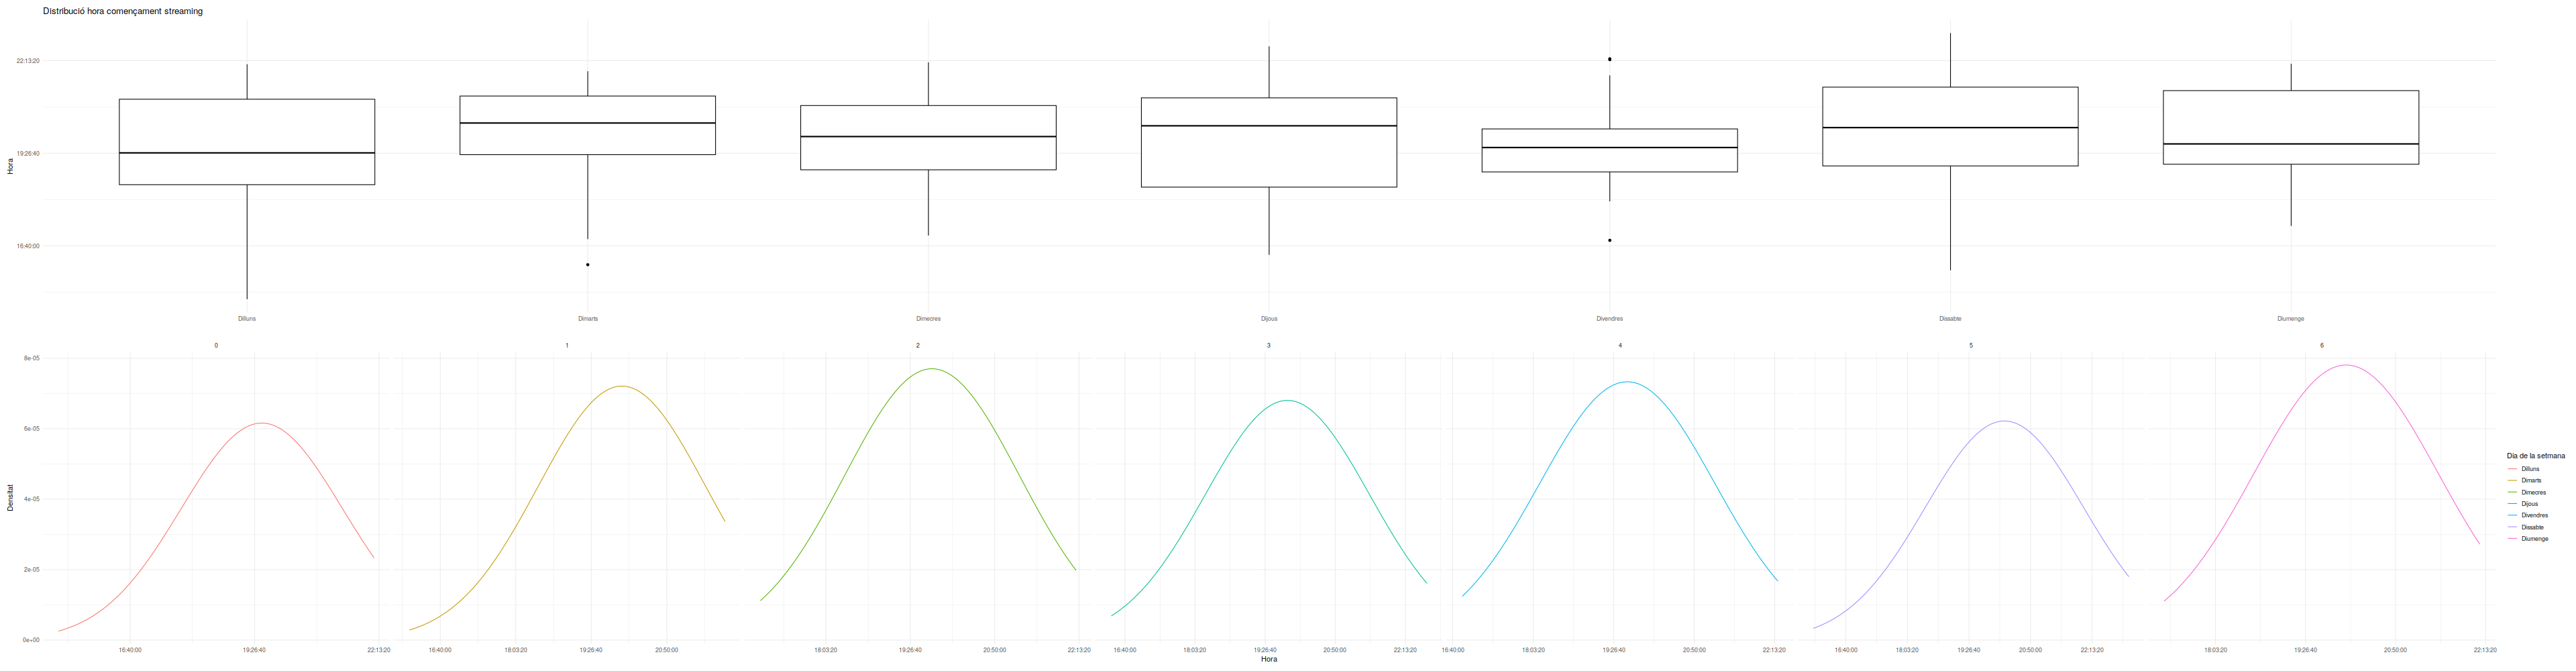 Distribució hora començament streaming
Hora
22:13:20
19:26:40
16:40:00
Dilluns Dimarts Dimecres Dijous Divendres Dissabte Diumenge
0 1 2 3 4 5 6
Densitat
8e-05
6e-05
4e-05
2e-05
0e+00
16:40:00 19:26:40 22:13:20 16:40:00 18:03:20 19:26:40 20:50:00 18:03:20 19:26:40 20:50:00 22:13:20 16:40:00 18:03:20 19:26:40 20:50:00 22:13:20 16:40:00 18:03:20 19:26:40 20:50:00 22:13:20 16:40:00 18:03:20 19:26:40 20:50:00 22:13:20 18:03:20 19:26:40 20:50:00 22:13:20
Hora
Dia de la setmana
Dilluns
Dimarts
Dimecres
Dijous
Divendres
Dissabte
Diumenge